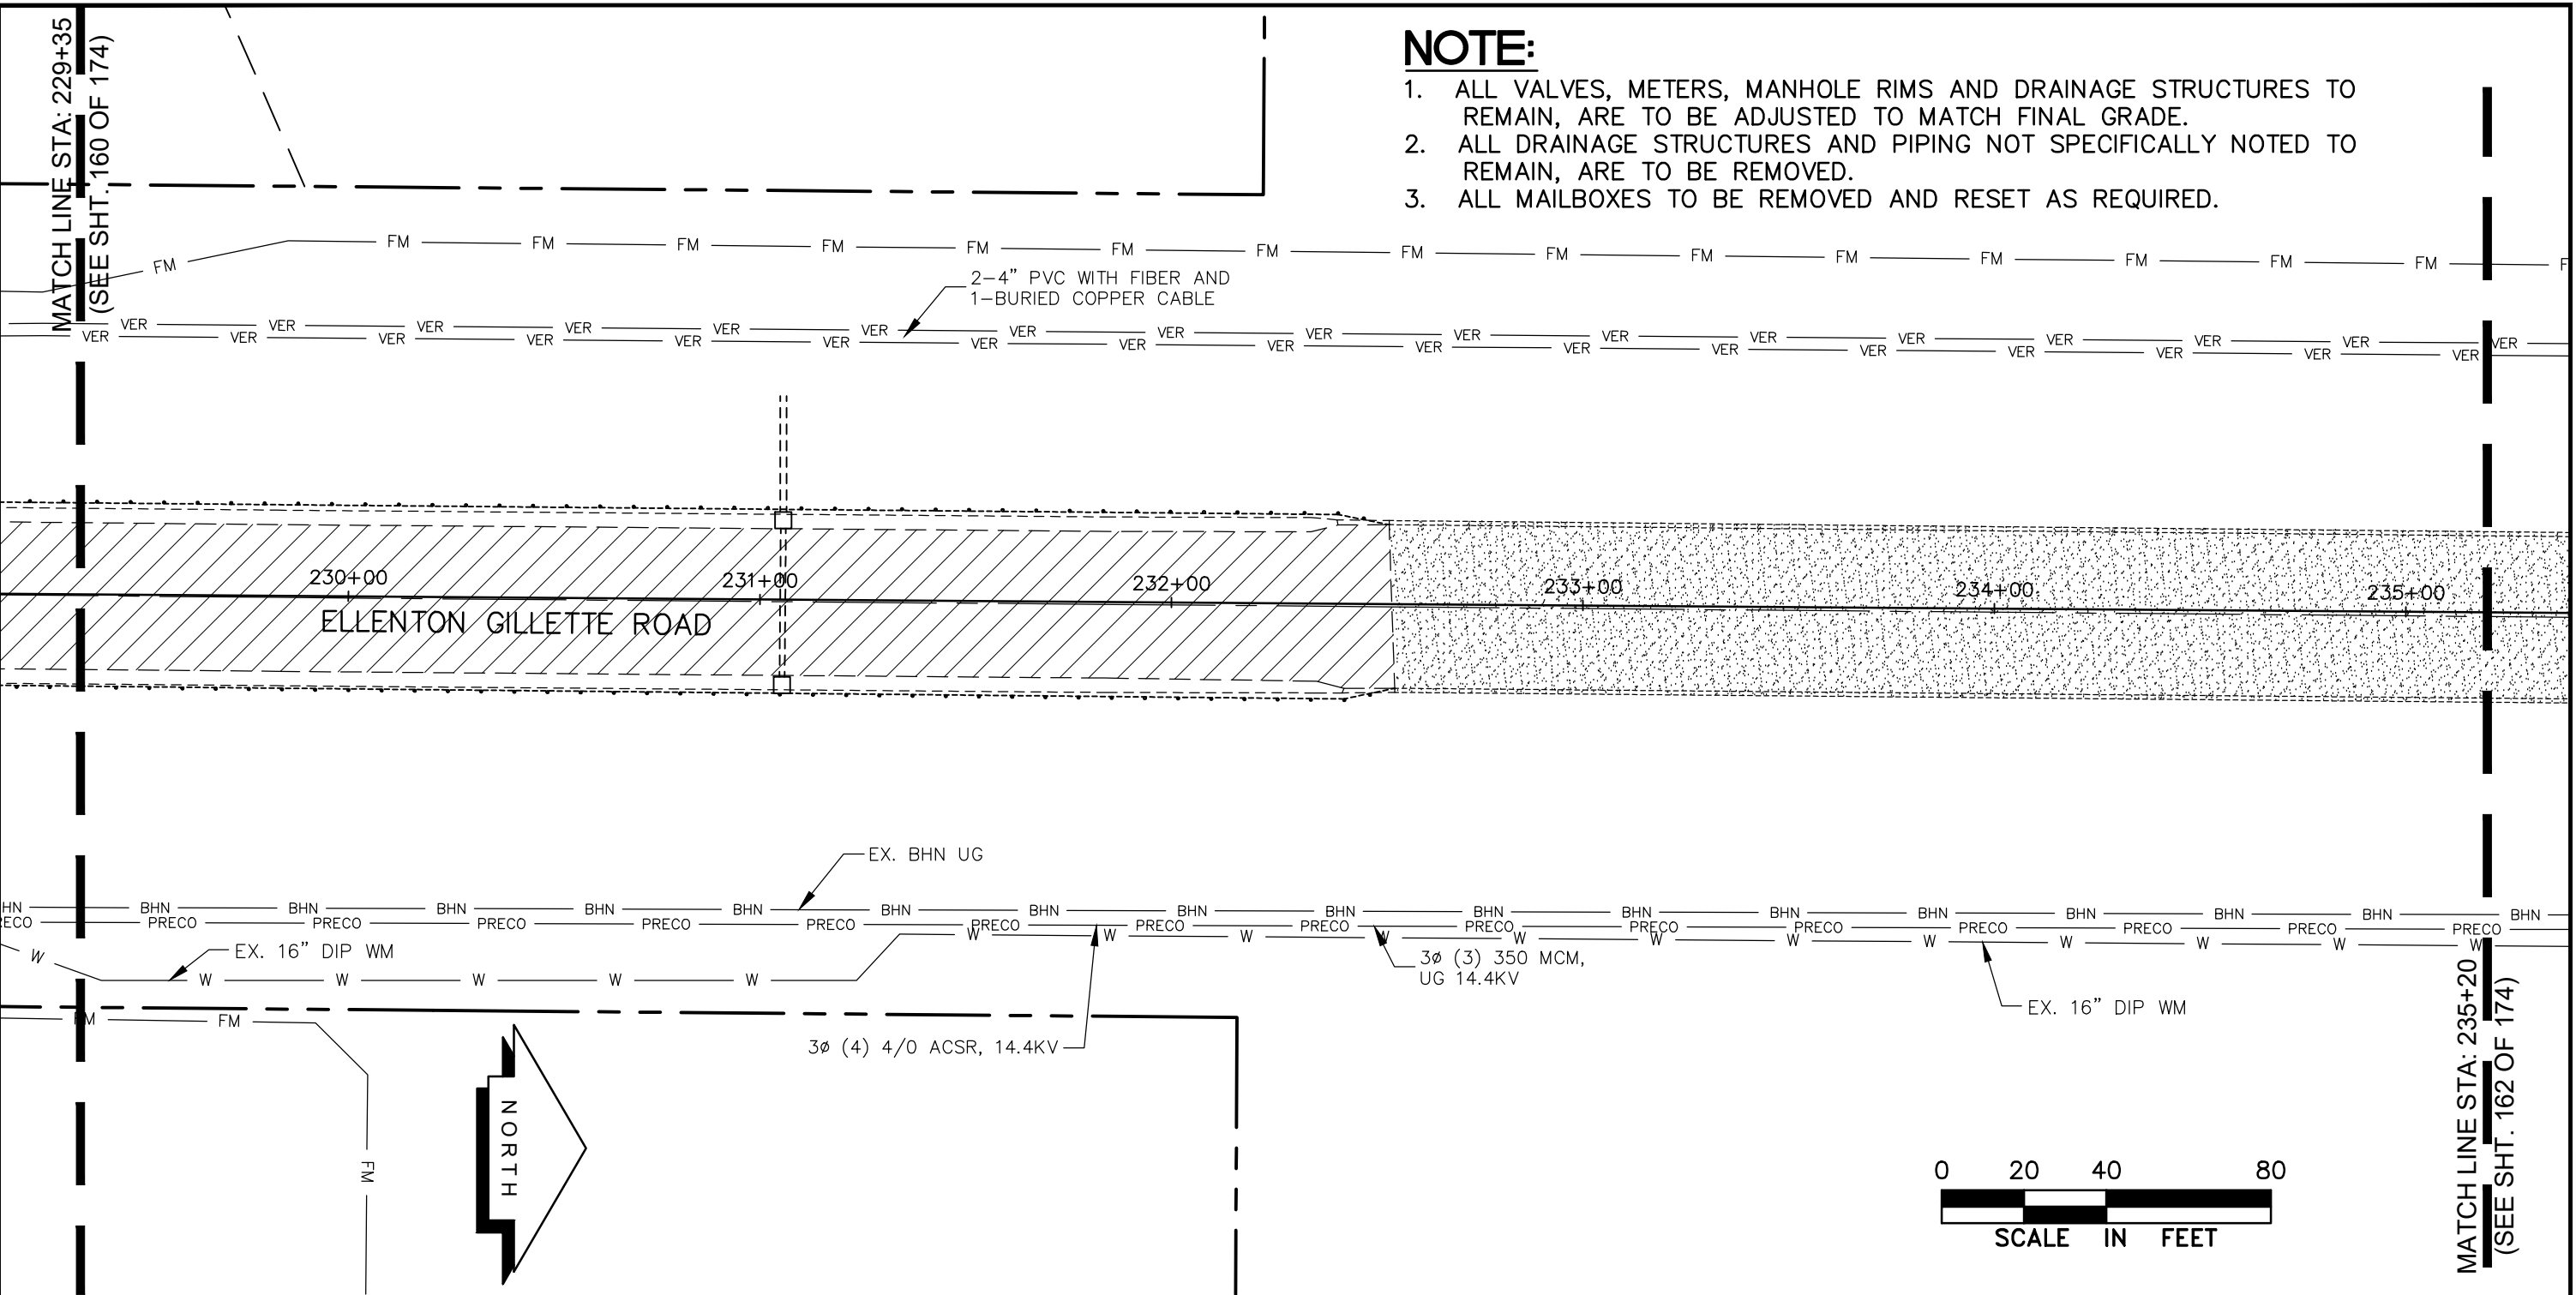 MATCH LINE STA: 229+35
(SEE SHT. 160 OF 174)
NOTE:
1. ALL VALVES, METERS, MANHOLE RIMS AND DRAINAGE STRUCTURES TO
REMAIN, ARE TO BE ADJUSTED TO MATCH FINAL GRADE.
2. ALL DRAINAGE STRUCTURES AND PIPING NOT SPECIFICALLY NOTED TO
REMAIN, ARE TO BE REMOVED.
3. ALL MAILBOXES TO BE REMOVED AND RESET AS REQUIRED.
FM FM FM FM FM FM FM FM FM FM FM FM FM FM FM FM F
2-4" PVC WITH FIBER AND
1-BURIED COPPER CABLE
VER VER VER VER VER VER VER VER VER VER VER VER VER VER VER VER VER
VER VER VER VER VER VER VER VER VER VER VER VER VER VER VER VER VER
230+00 231+00 232+00 233+00 234+00 235+00
ELLENTON GILLETTE ROAD
EX. BHN UG
HN BHN BHN BHN BHN BHN BHN BHN BHN BHN BHN BHN BHN BHN BHN BHN BHN BHN
RECO PRECO PRECO PRECO PRECO PRECO PRECO PRECO PRECO PRECO PRECO PRECO PRECO PRECO PRECO PRECO
W W W W W W W W W W W W W W W W W W
EX. 16" DIP WM
3ø (3) 350 MCM,
UG 14.4KV
EX. 16" DIP WM
FM FM
3ø (4) 4/0 ACSR, 14.4KV
FM
NORTH
0 20 40 80
SCALE IN FEET
MATCH LINE STA: 235+20
(SEE SHT. 162 OF 174)